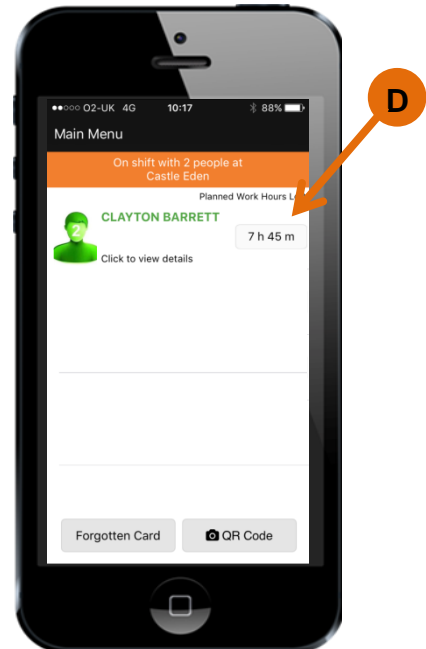 O2-UK 4G 10:17 88%
Main Menu
On shift with 2 people at
Castle Eden
Planned Work Hours L
CLAYTON BARRETT
2
7 h 45 m
Click to view details
Forgotten Card QR Code
D